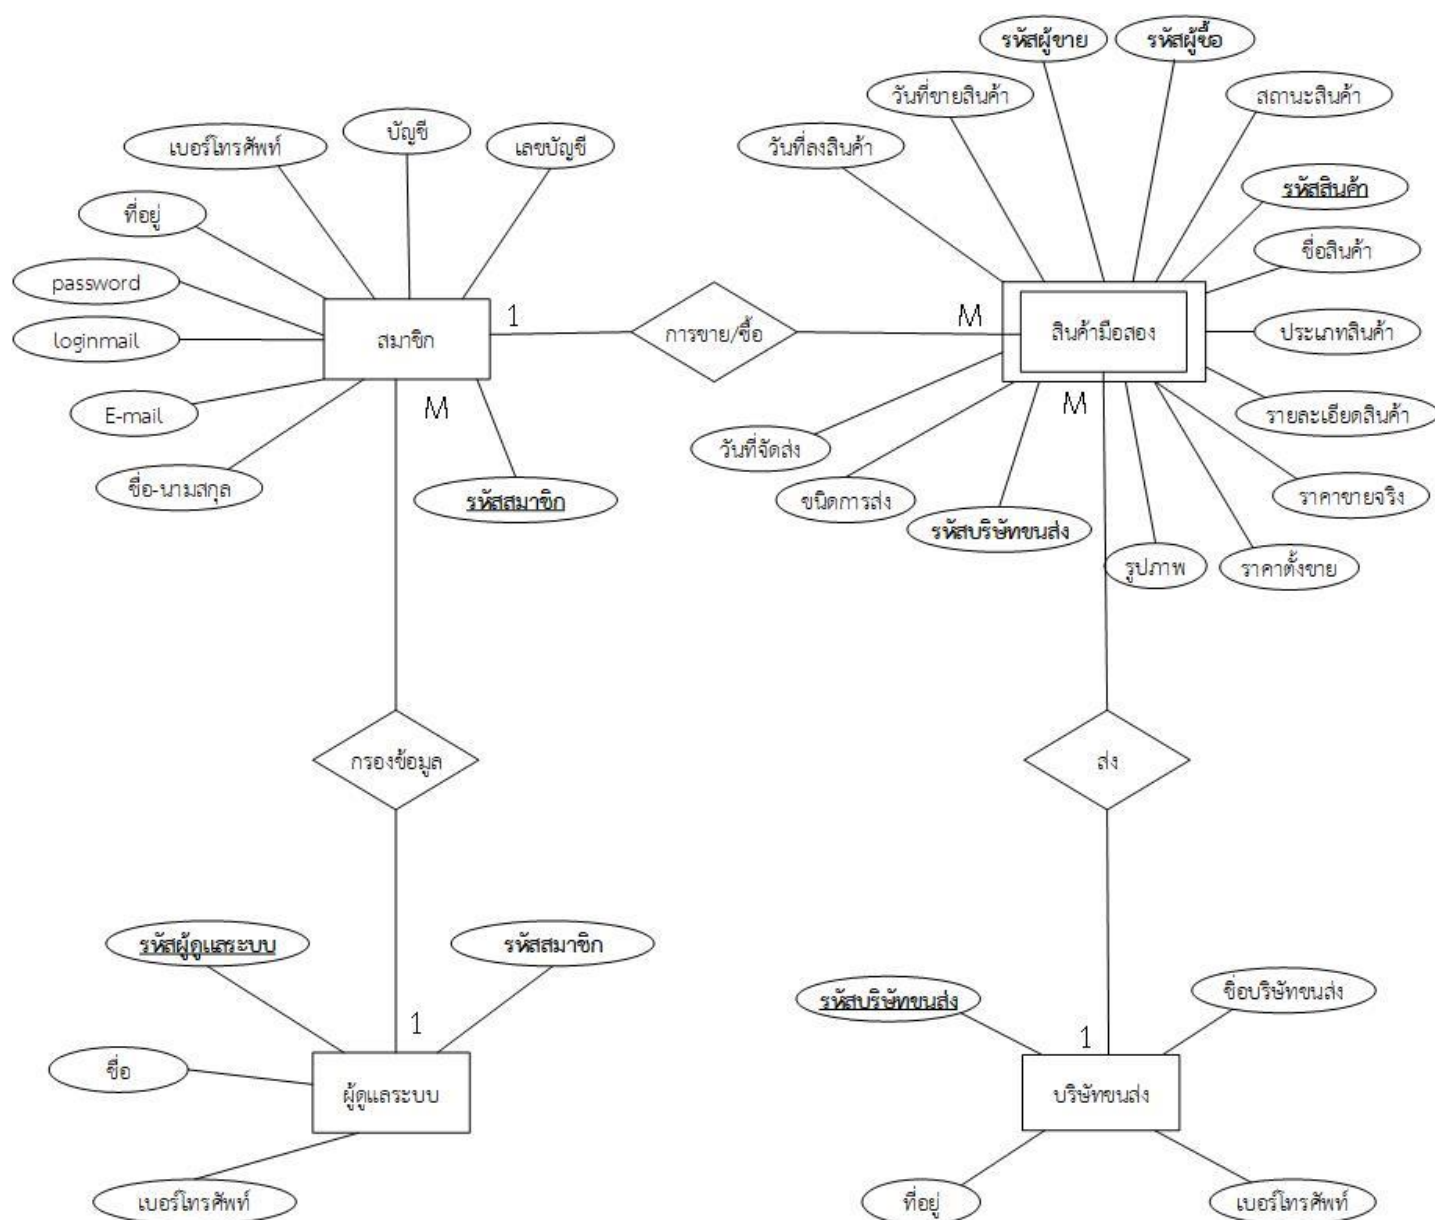 รหัสผู้ขาย
รหัสผู้ซื้อ
วันที่ขายสินค้า
สถานะสินค้า
บัญชี
เบอร์โทรศัพท์
เลขบัญชี
วันที่ลงสินค้า
รหัสสินค้า
ที่อยู่
ชื่อสินค้า
password
loginmail
สมาชิก
1
การขาย/ซื้อ
M
สินค้ามือสอง
ประเภทสินค้า
E-mail
M
M
รายละเอียดสินค้า
วันที่จัดส่ง
ชื่อ-นามสกุล
รหัสสมาชิก
ขนิดการส่ง
รหัสบริษัทขนส่ง
ราคาขายจริง
รูปภาพ
ราคาตั้งขาย
กรองข้อมูล
ส่ง
รหัสผู้ดูแลระบบ
รหัสสมาชิก
รหัสบริษัทขนส่ง
ชื่อบริษัทขนส่ง
1
1
ชื่อ
ผู้ดูแลระบบ
บริษัทขนส่ง
เบอร์โทรศัพท์
ที่อยู่
เบอร์โทรศัพท์